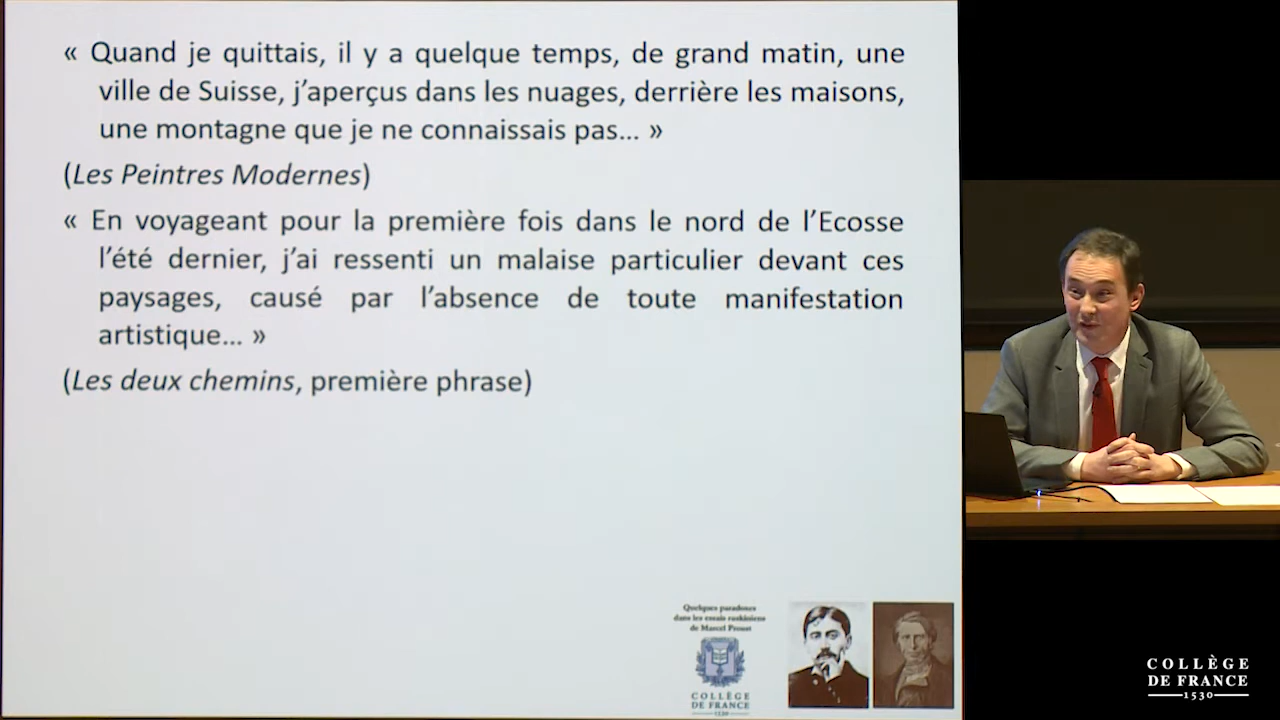 « Quand je quittais, il y a quelque temps, de grand matin, une
ville de Suisse, j’aperçus dans les nuages, derrière les maisons,
une montagne que je ne connaissais pas… »
(Les Peintres Modernes)
« En voyageant pour la première fois dans le nord de l’Ecosse
l’été dernier, j’ai ressenti un malaise particulier devant ces
paysages, causé par l’absence de toute manifestation
artistique… »
(Les deux chemins, première phrase)
Quelques paradoxes
dans les essais ruskiniens
de Marcel Proust
COLLÈGE
DE FRANCE
1530
COLLÈGE
DE FRANCE
1530